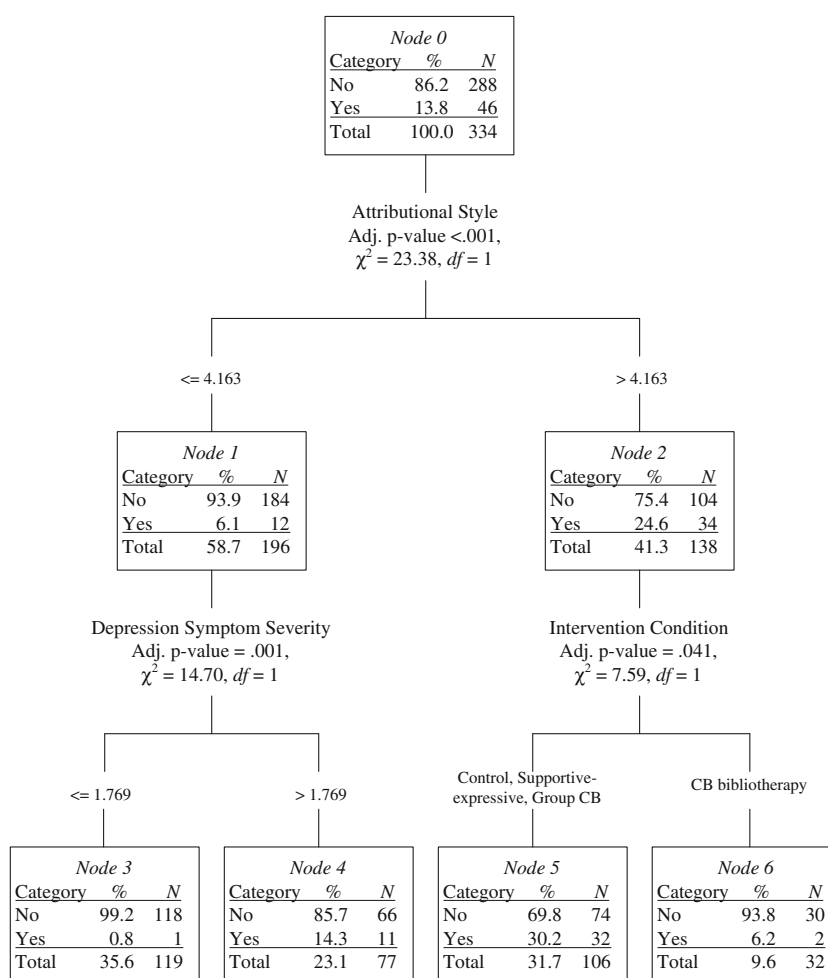 Node 0
Category % N
No 86.2 288
Yes 13.8 46
Total 100.0 334
Attributional Style
Adj. p-value <.001,
χ² = 23.38, df = 1
<= 4.163
> 4.163
Node 1
Category % N
No 93.9 184
Yes 6.1 12
Total 58.7 196
Node 2
Category % N
No 75.4 104
Yes 24.6 34
Total 41.3 138
Depression Symptom Severity
Adj. p-value = .001,
χ² = 14.70, df = 1
Intervention Condition
Adj. p-value = .041,
χ² = 7.59, df = 1
<= 1.769
> 1.769
Control, Supportive-
expressive, Group CB
CB bibliotherapy
Node 3
Category % N
No 99.2 118
Yes 0.8 1
Total 35.6 119
Node 4
Category % N
No 85.7 66
Yes 14.3 11
Total 23.1 77
Node 5
Category % N
No 69.8 74
Yes 30.2 32
Total 31.7 106
Node 6
Category % N
No 93.8 30
Yes 6.2 2
Total 9.6 32